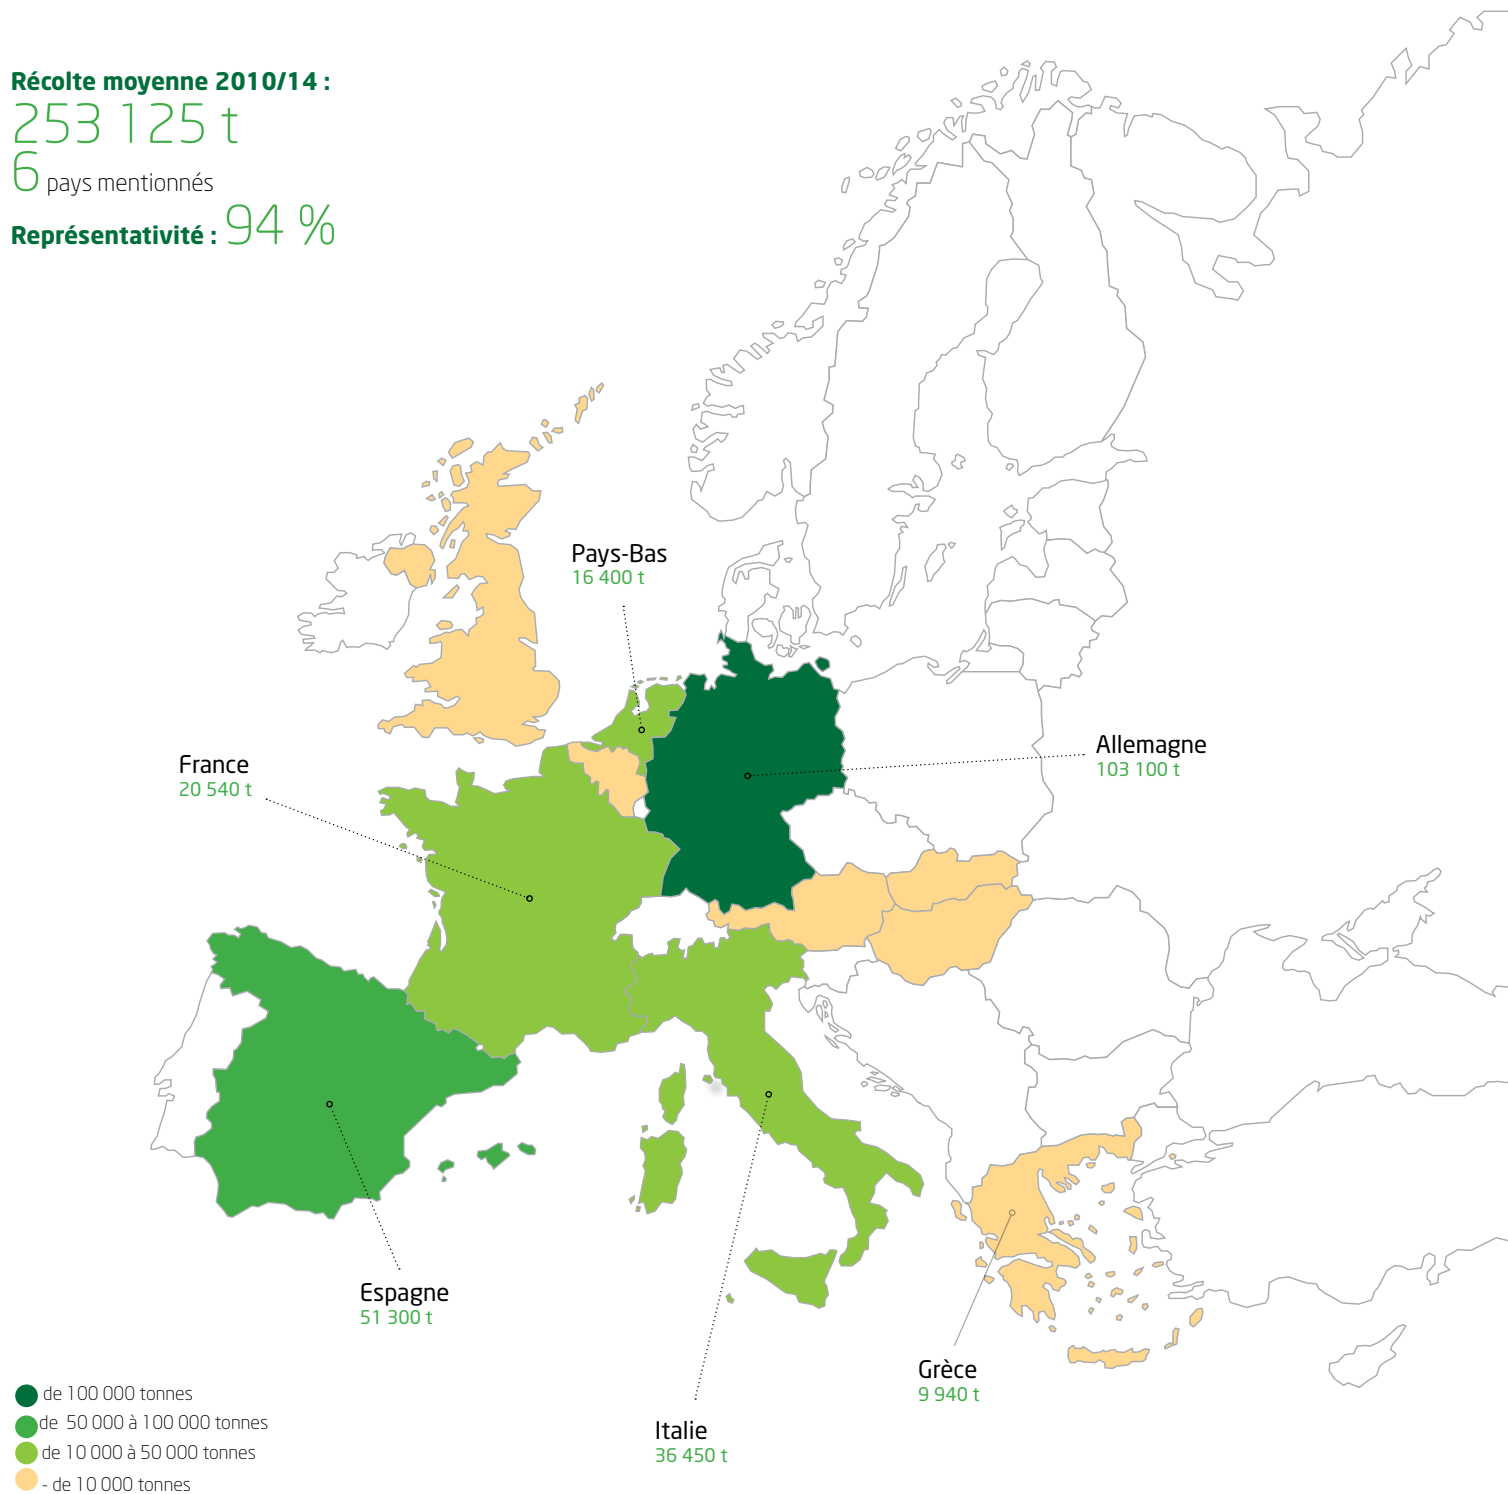 Récolte moyenne 2010/14 :
253 125 t
6 pays mentionnés
Représentativité : 94 %
Pays-Bas
16 400 t
Allemagne
103 100 t
France
20 540 t
Espagne
51 300 t
Grèce
9 940 t
Italie
36 450 t
de 100 000 tonnes
de 50 000 à 100 000 tonnes
de 10 000 à 50 000 tonnes
- de 10 000 tonnes